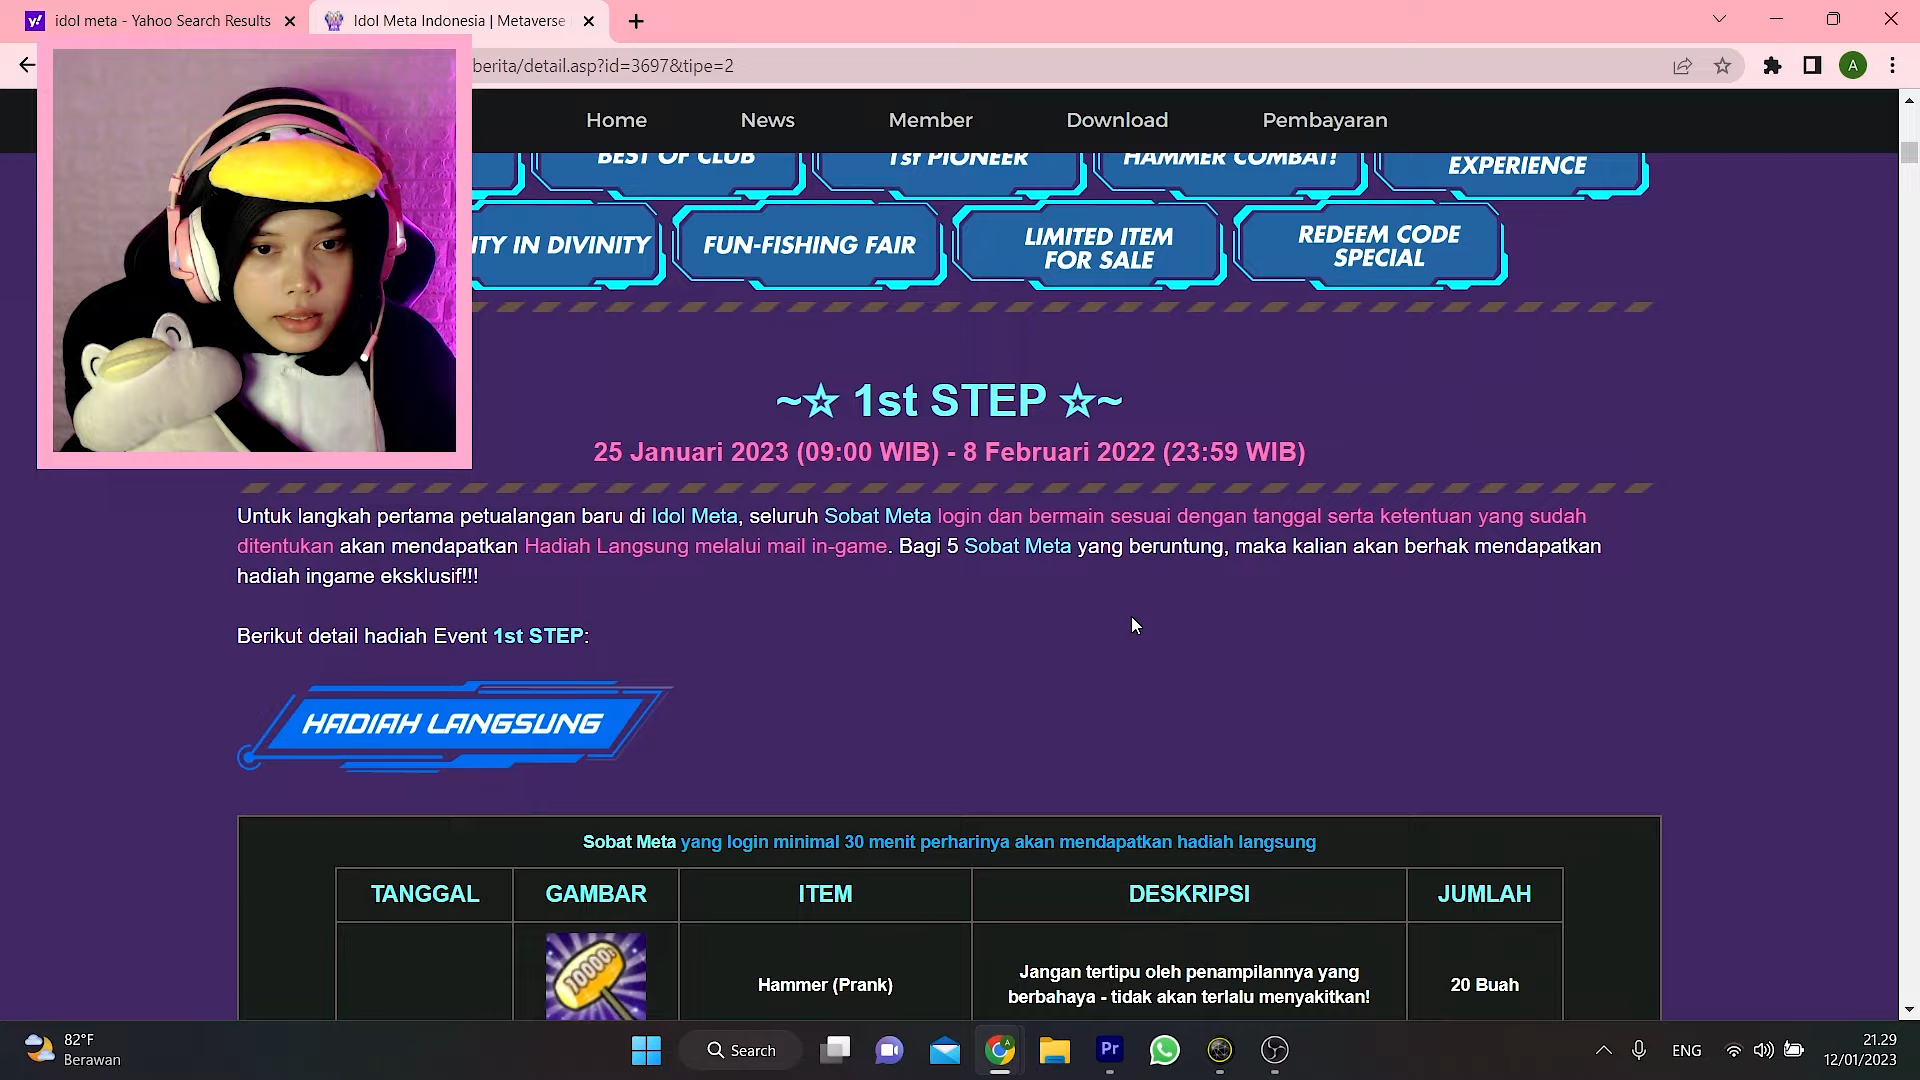 idol meta - Yahoo Search Results
Idol Meta Indonesia | Metaverse
berita/detail.asp?id=3697&tipe=2
A
Home News Member Download Pembayaran
BEST OF CLUB
1st PIONEER
HAMMER COMBAT!
EXPERIENCE
ITY IN DIVINITY
FUN-FISHING FAIR
LIMITED ITEM
FOR SALE
REDEEM CODE
SPECIAL
~☆ 1st STEP ☆~
25 Januari 2023 (09:00 WIB) - 8 Februari 2022 (23:59 WIB)
Untuk langkah pertama petualangan baru di Idol Meta, seluruh Sobat Meta login dan bermain sesuai dengan tanggal serta ketentuan yang sudah
ditentukan akan mendapatkan Hadiah Langsung melalui mail in-game. Bagi 5 Sobat Meta yang beruntung, maka kalian akan berhak mendapatkan
hadiah ingame eksklusif!!!
Berikut detail hadiah Event 1st STEP:
HADIAH LANGSUNG
Sobat Meta yang login minimal 30 menit perharinya akan mendapatkan hadiah langsung
TANGGAL GAMBAR ITEM DESKRIPSI JUMLAH
10000
Hammer (Prank)
Jangan tertipu oleh penampilannya yang
berbahaya - tidak akan terlalu menyakitkan!
20 Buah
82°F
Berawan
Search
Pr
ENG
21.29
12/01/2023